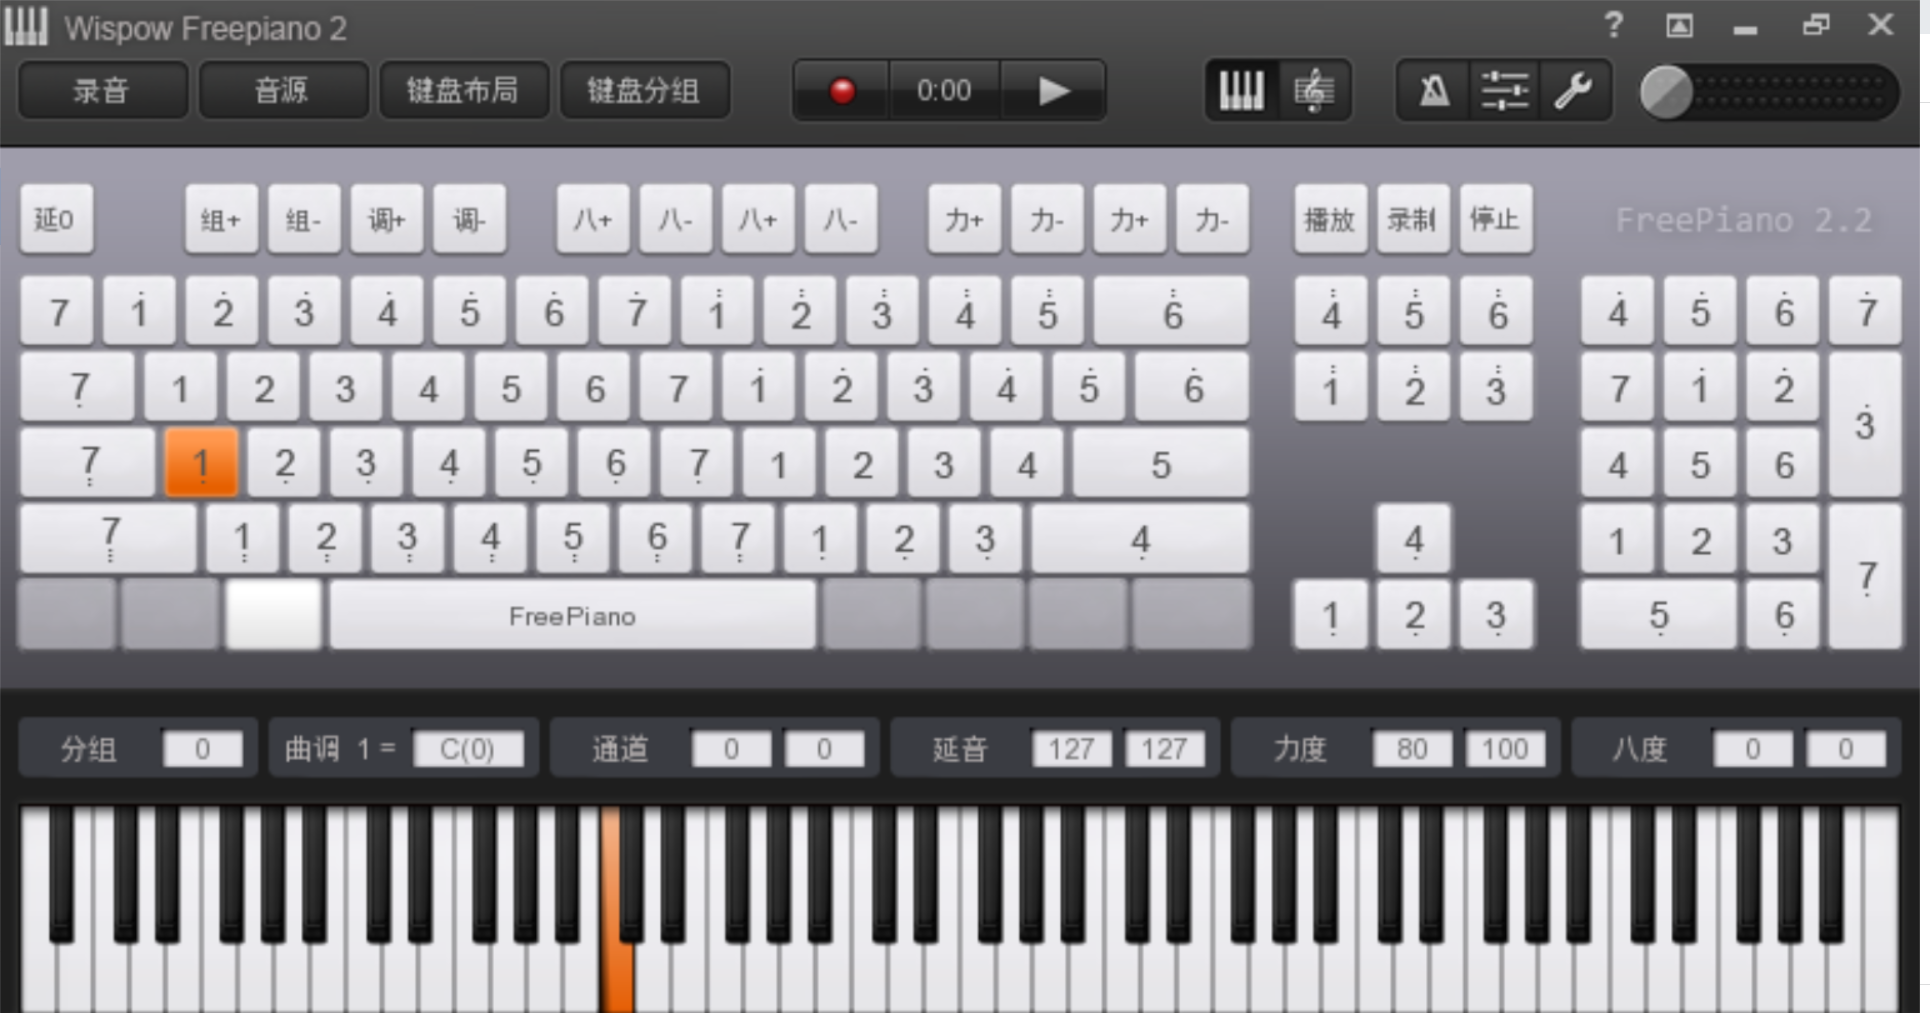 Wispow Freepiano 2 ?
录音 音源 键盘布局 键盘分组 0:00
延0 组+ 组- 调+ 调- 八+ 八- 八+ 八- 力+ 力- 力+ 力- 播放 录制 停止 FreePiano 2.2
7 1 2 3 4 5 6 7 1 2 3 4 5 6 4 5 6 4 5 6 7
7 1 2 3 4 5 6 7 1 2 3 4 5 6 1 2 3 7 1 2 3
7 1 2 3 4 5 6 7 1 2 3 4 5 4 5 6
7 1 2 3 4 5 6 7 1 2 3 4 4 1 2 3 7
FreePiano 1 2 3 5 6
分组 0 曲调 1 = C(0) 通道 0 0 延音 127 127 力度 80 100 八度 0 0